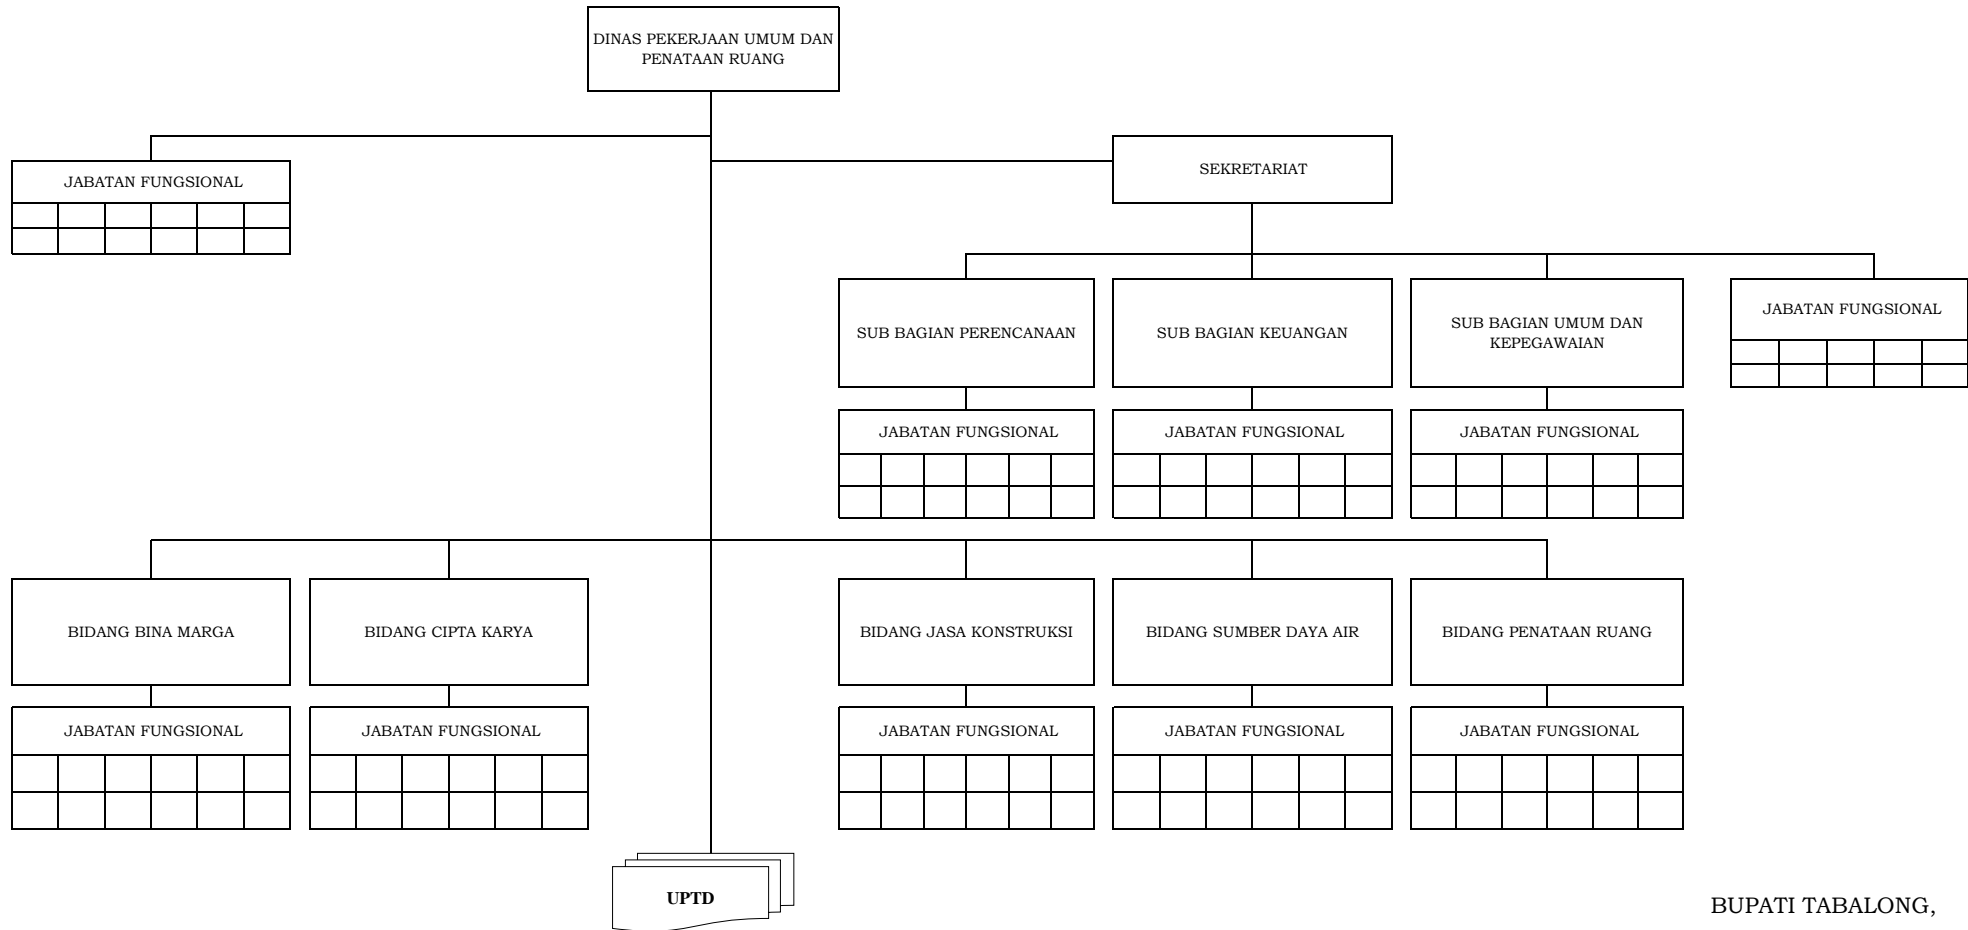 DINAS PEKERJAAN UMUM DAN
PENATAAN RUANG
JABATAN FUNGSIONAL
SEKRETARIAT
SUB BAGIAN PERENCANAAN
SUB BAGIAN KEUANGAN
SUB BAGIAN UMUM DAN
KEPEGAWAIAN
JABATAN FUNGSIONAL
JABATAN FUNGSIONAL
JABATAN FUNGSIONAL
JABATAN FUNGSIONAL
BIDANG BINA MARGA
BIDANG CIPTA KARYA
BIDANG JASA KONSTRUKSI
BIDANG SUMBER DAYA AIR
BIDANG PENATAAN RUANG
JABATAN FUNGSIONAL
JABATAN FUNGSIONAL
JABATAN FUNGSIONAL
JABATAN FUNGSIONAL
JABATAN FUNGSIONAL
UPTD
BUPATI TABALONG,